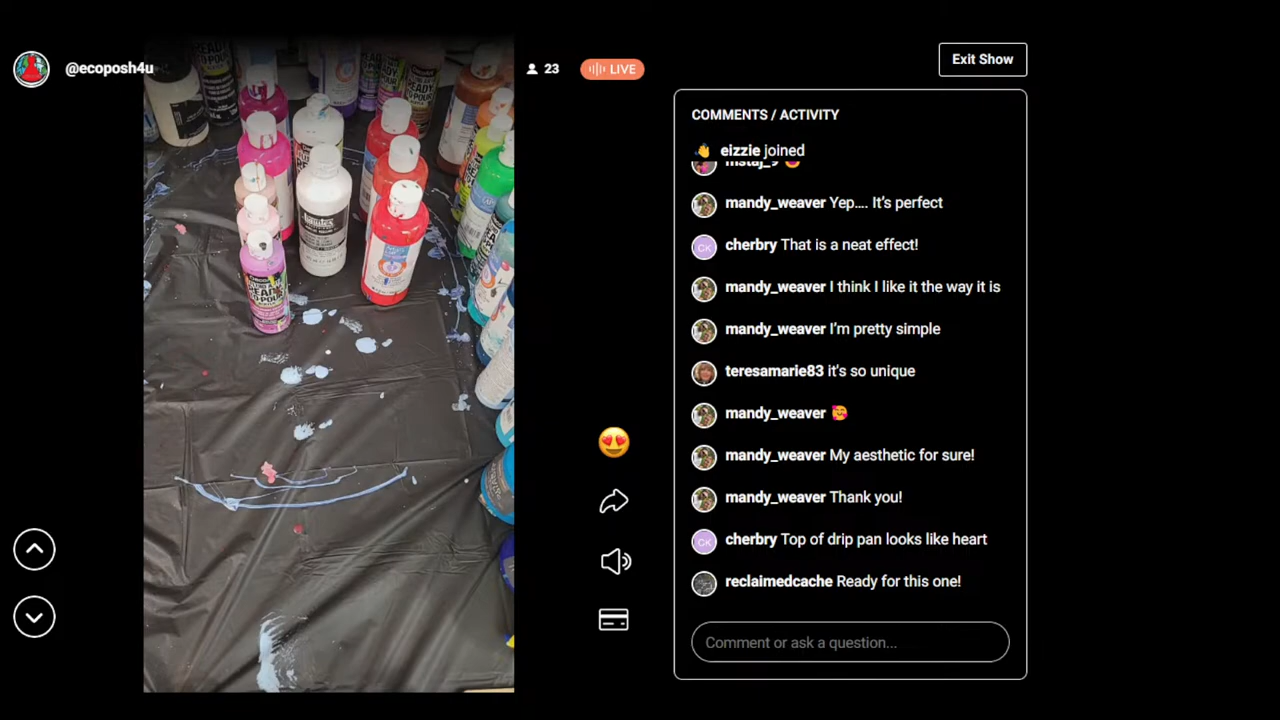 @ecoposh4u
23
LIVE
Exit Show
COMMENTS / ACTIVITY
eizzie joined
mandy_weaver Yep.... It's perfect
cherbry That is a neat effect!
mandy_weaver I think I like it the way it is
mandy_weaver I'm pretty simple
teresamarie83 it's so unique
mandy_weaver 🥰
mandy_weaver My aesthetic for sure!
mandy_weaver Thank you!
CK cherbry Top of drip pan looks like heart
reclaimedcache Ready for this one!
Comment or ask a question...